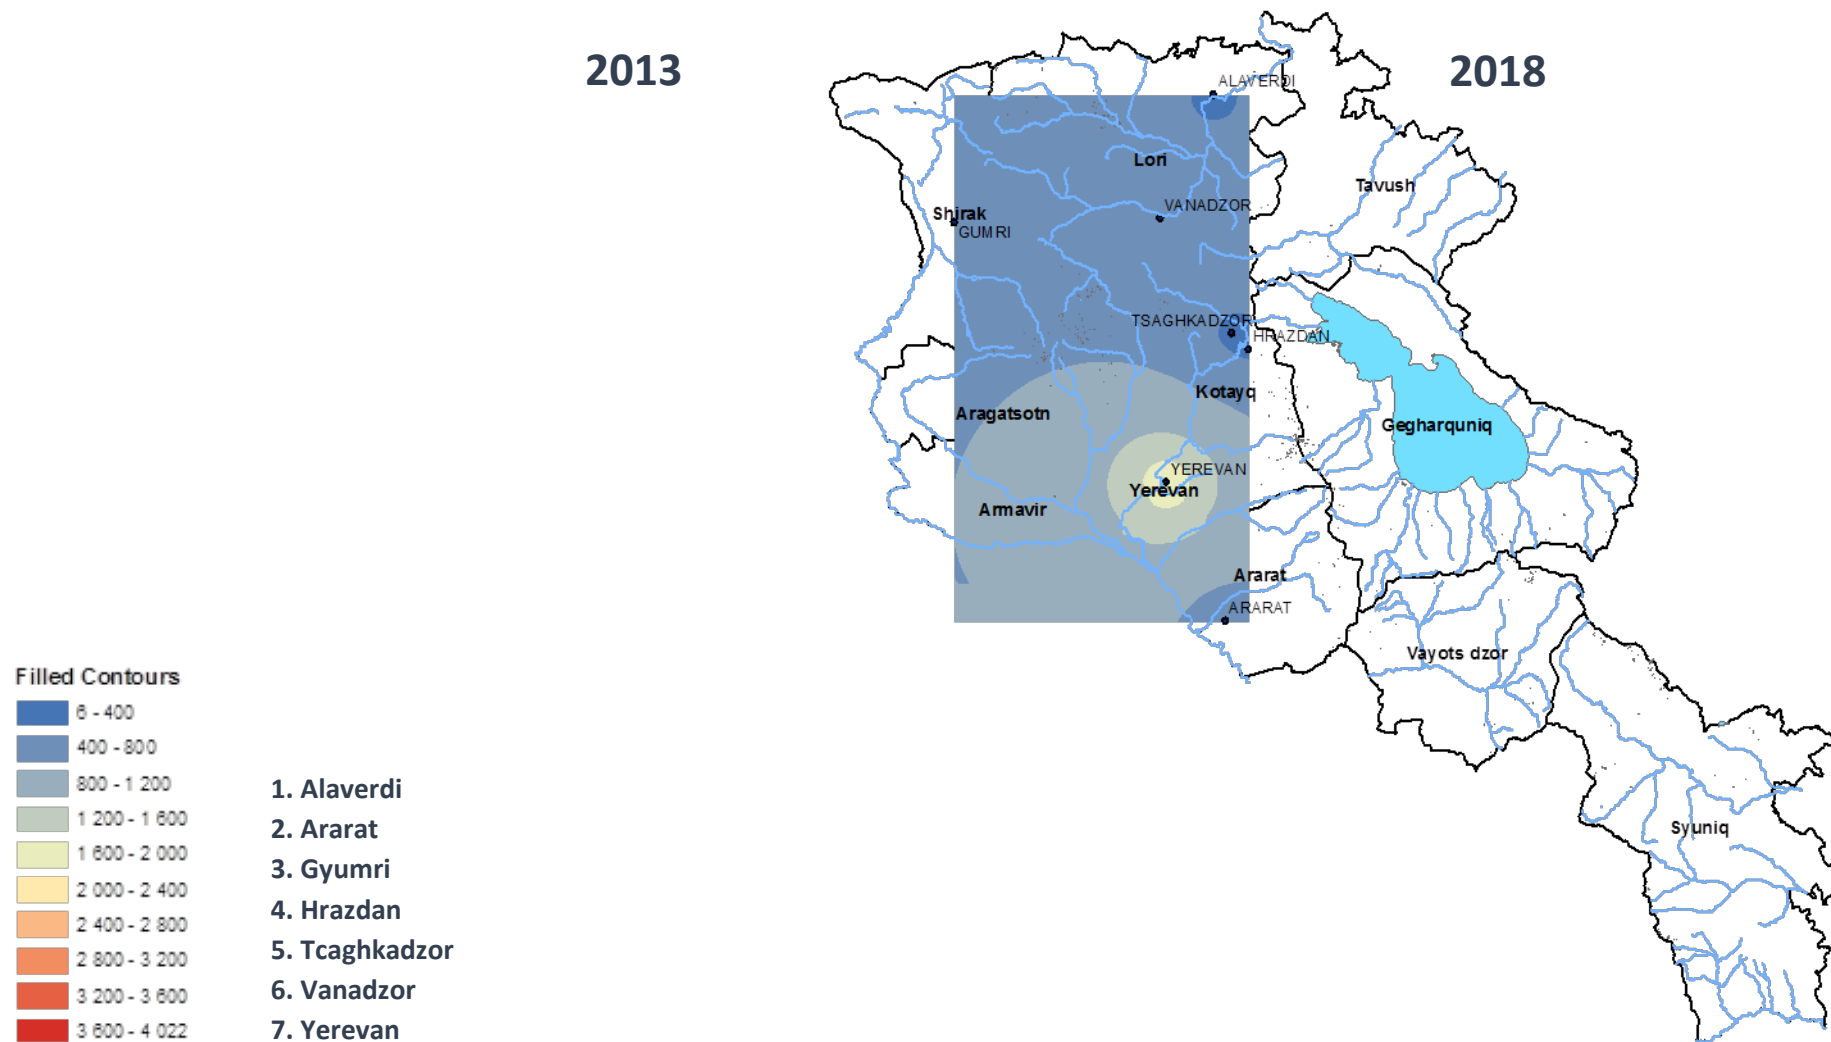 2013
2018
ALAVERDI
Lori
Tavush
VANADZOR
Shirak
GUMRI
TSAGHKADZOR
HRAZDAN
Kotayq
Aragatsotn
Gegharquniq
YEREVAN
Yerevan
Armavir
Ararat
ARARAT
Vayots dzor
Syuniq
Filled Contours
6 - 400
400 - 800
800 - 1 200
1 200 - 1 600
1 600 - 2 000
2 000 - 2 400
2 400 - 2 800
2 800 - 3 200
3 200 - 3 600
3 600 - 4 022
1. Alaverdi
2. Ararat
3. Gyumri
4. Hrazdan
5. Tcaghkadzor
6. Vanadzor
7. Yerevan